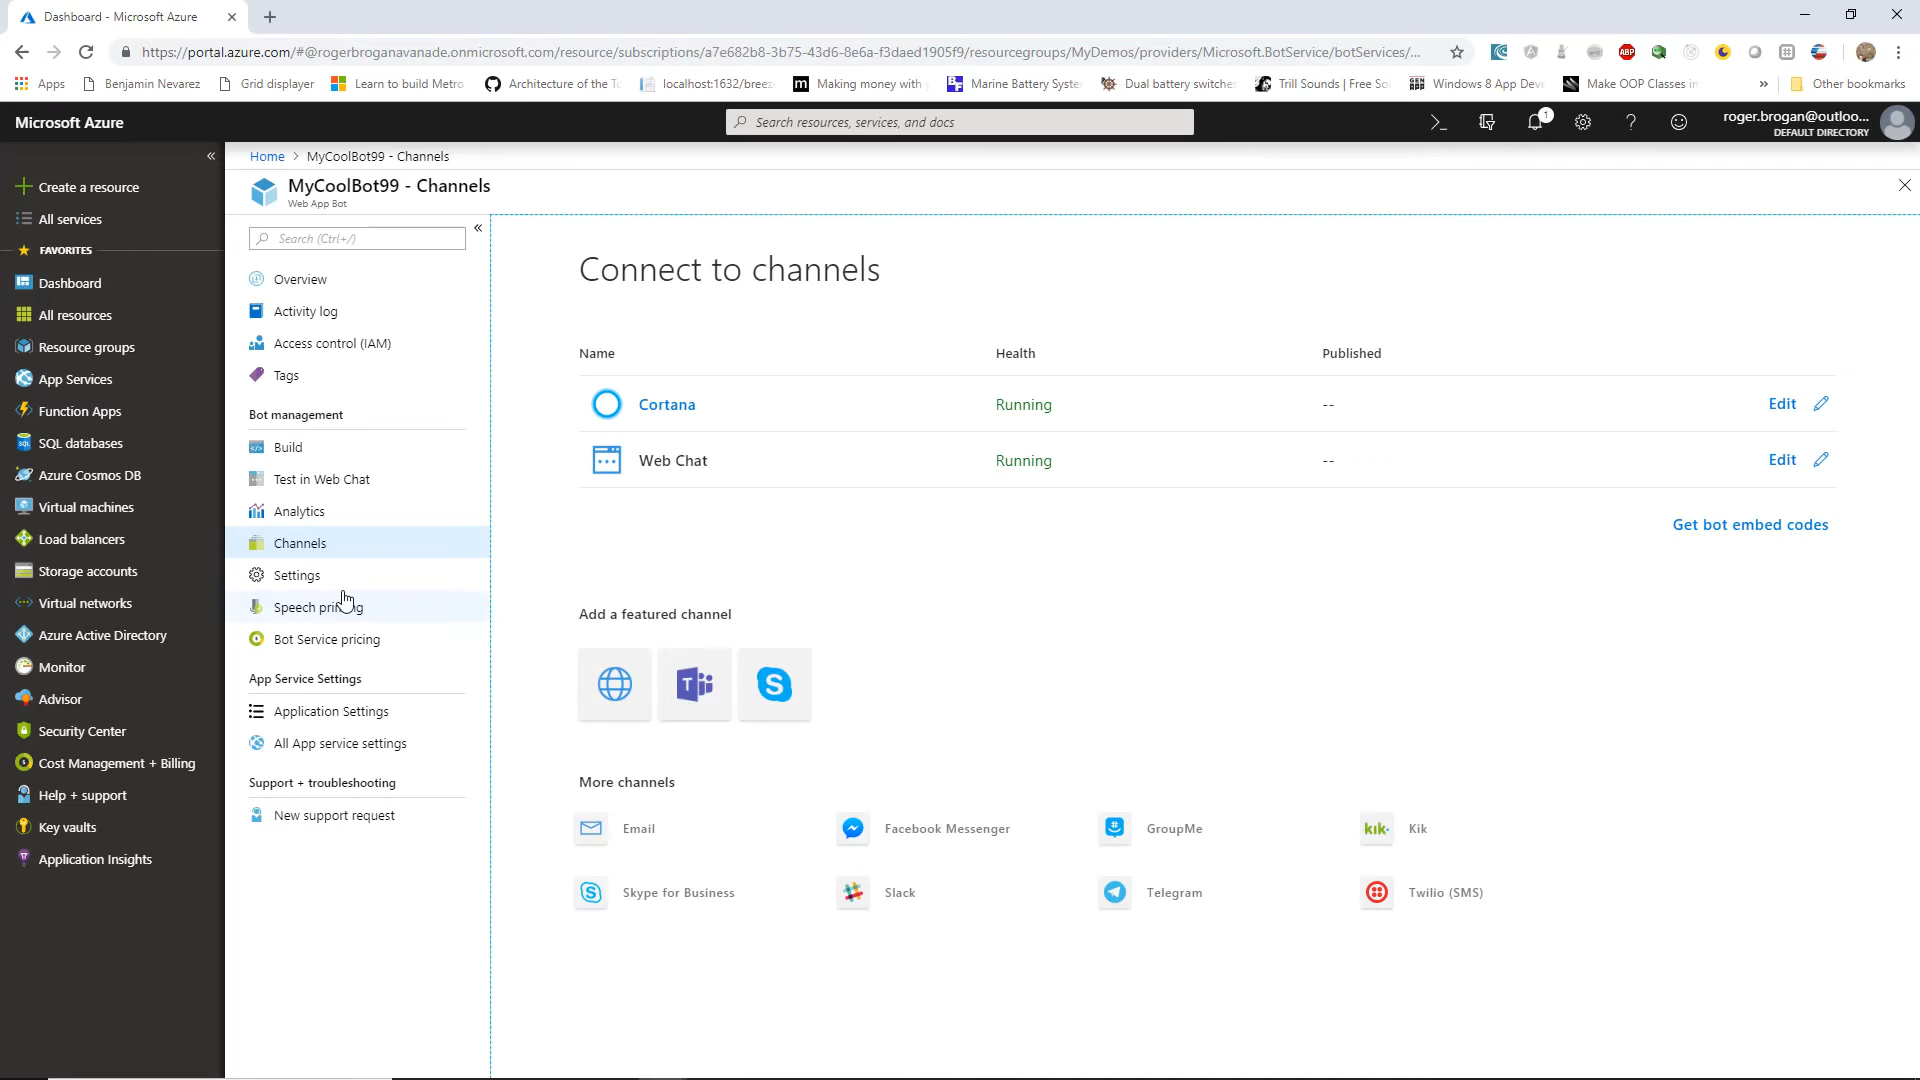 Dashboard - Microsoft Azure
https://portal.azure.com/#@rogerbroganavanade.onmicrosoft.com/resource/subscriptions/a7e682b8-3b75-43d6-8e6a-f3daed1905f9/resourcegroups/MyDemos/providers/Microsoft.BotService/botServices/...
ABP
Apps
Benjamin Nevarez
Grid displayer
Learn to build Metro
Architecture of the To
localhost:1632/breez
m
Making money with
Marine Battery Syste
Dual battery switches
Trill Sounds | Free So
Windows 8 App Deve
Make OOP Classes in
»
Other bookmarks
Microsoft Azure
Search resources, services, and docs
1
roger.brogan@outloo...
DEFAULT DIRECTORY
Create a resource
All services
FAVORITES
Dashboard
All resources
Resource groups
App Services
Function Apps
SQL databases
Azure Cosmos DB
Virtual machines
Load balancers
Storage accounts
Virtual networks
Azure Active Directory
Monitor
Advisor
Security Center
Cost Management + Billing
Help + support
Key vaults
Application Insights
Home > MyCoolBot99 - Channels
MyCoolBot99 - Channels
Web App Bot
Search (Ctrl+/)
Overview
Activity log
Access control (IAM)
Tags
Bot management
Build
Test in Web Chat
Analytics
Channels
Settings
Speech priming
Bot Service pricing
App Service Settings
Application Settings
All App service settings
Support + troubleshooting
New support request
Connect to channels
Name Health Published
Cortana Running -- Edit
Web Chat Running -- Edit
Get bot embed codes
Add a featured channel
More channels
Email
Facebook Messenger
GroupMe
kik·
Kik
Skype for Business
Slack
Telegram
Twilio (SMS)